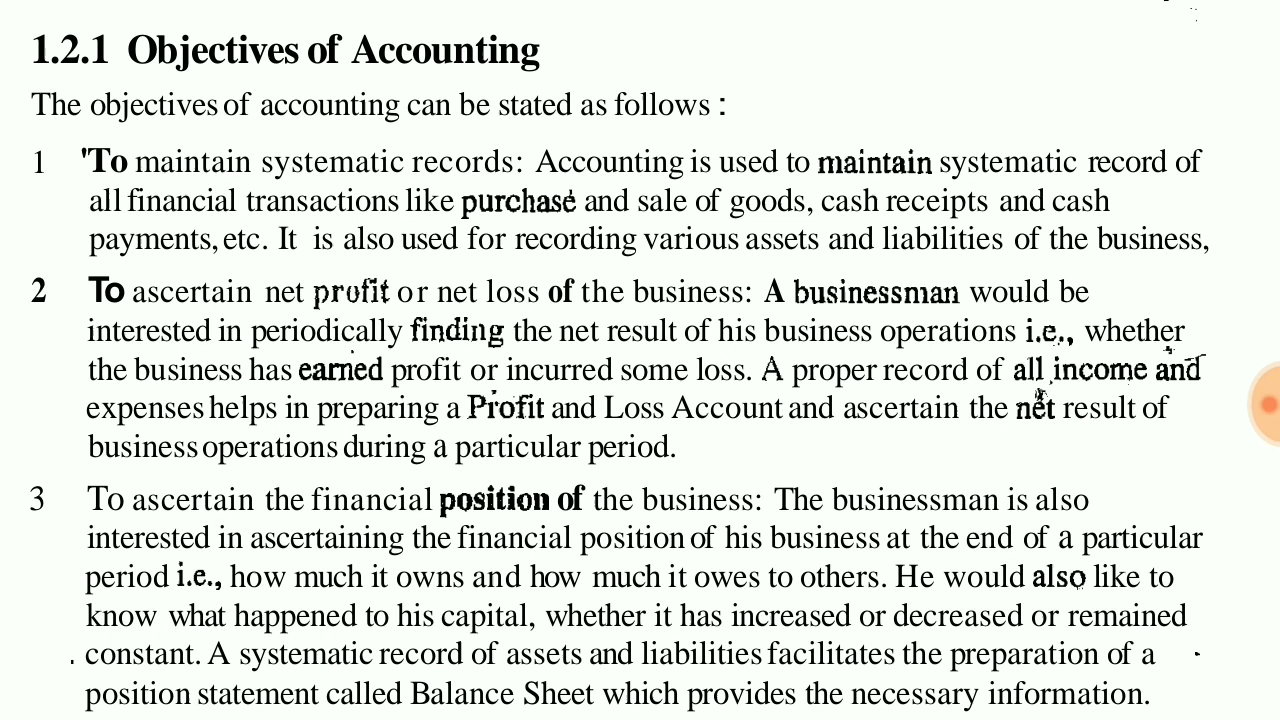 1.2.1 Objectives of Accounting
The objectives of accounting can be stated as follows :
1 'To maintain systematic records: Accounting is used to maintain systematic record of
all financial transactions like purchase and sale of goods, cash receipts and cash
payments, etc. It is also used for recording various assets and liabilities of the business,
2 To ascertain net profit or net loss of the business: A businessman would be
interested in periodically finding the net result of his business operations i.e., whether
the business has earned profit or incurred some loss. A proper record of all income and
expenses helps in preparing a Profit and Loss Account and ascertain the net result of
business operations during a particular period.
3 To ascertain the financial position of the business: The businessman is also
interested in ascertaining the financial position of his business at the end of a particular
period i.e., how much it owns and how much it owes to others. He would also like to
know what happened to his capital, whether it has increased or decreased or remained
constant. A systematic record of assets and liabilities facilitates the preparation of a
position statement called Balance Sheet which provides the necessary information.